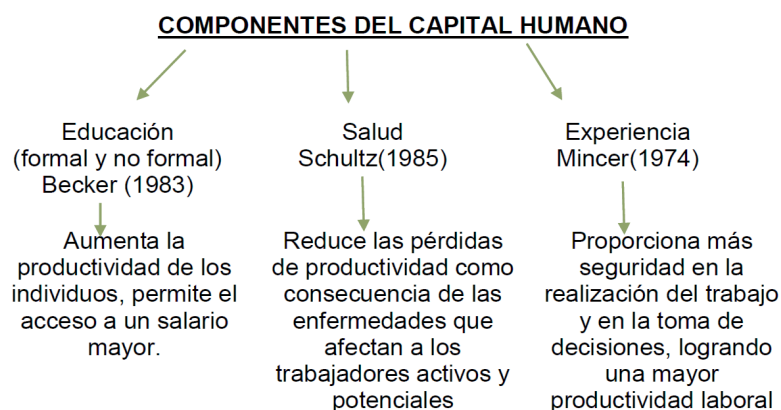 COMPONENTES DEL CAPITAL HUMANO
Educación
(formal y no formal)
Becker (1983)
Aumenta la
productividad de los
individuos, permite el
acceso a un salario
mayor.
Salud
Schultz(1985)
Reduce las pérdidas
de productividad como
consecuencia de las
enfermedades que
afectan a los
trabajadores activos y
potenciales
Experiencia
Mincer(1974)
Proporciona más
seguridad en la
realización del trabajo
y en la toma de
decisiones, logrando
una mayor
productividad laboral